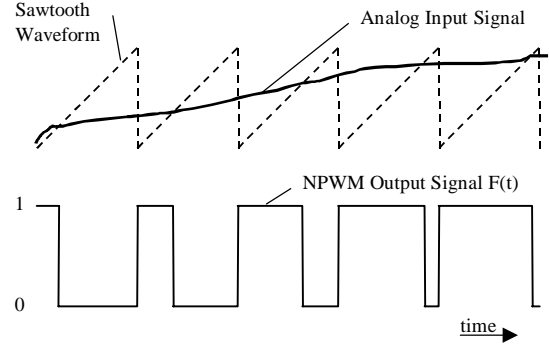 Sawtooth
Waveform
Analog Input Signal
NPWM Output Signal F(t)
1
0
time